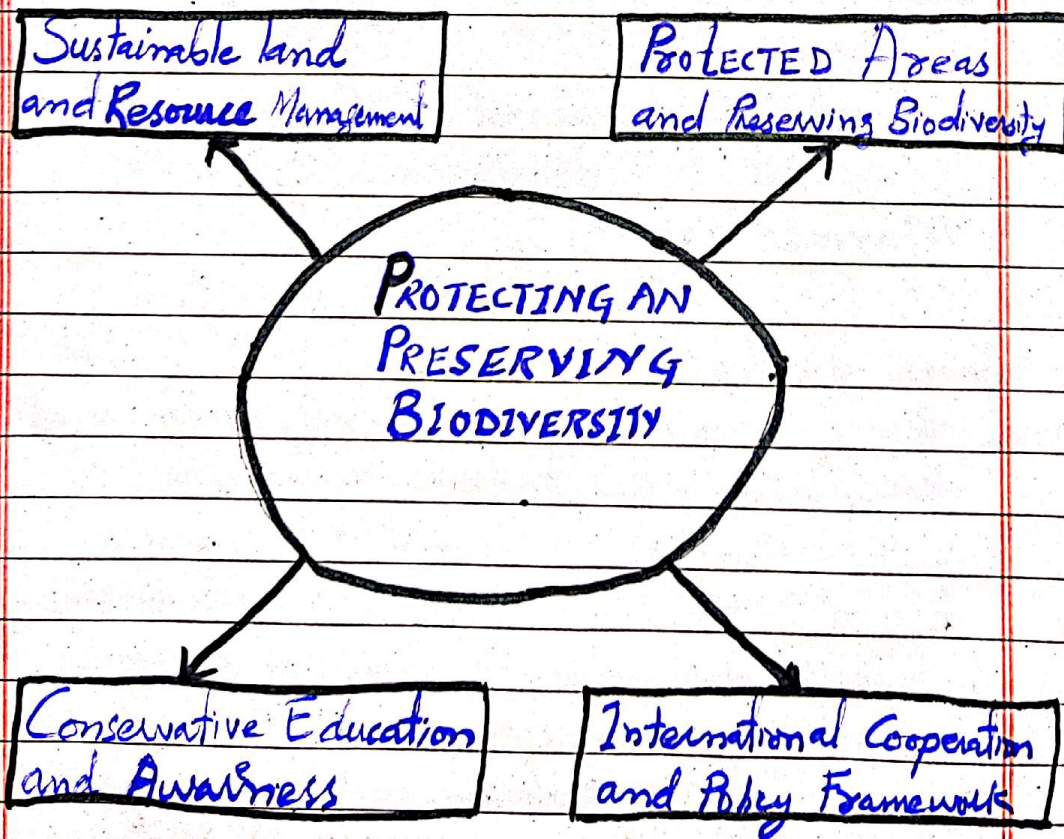 Sustainable land
and Resource Management
PROTECTED Areas
and Preserving Biodiversity
PROTECTING AN
PRESERVING
BIODIVERSITY
Conservative Education
and Awarness
International Cooperation
and Policy Framework